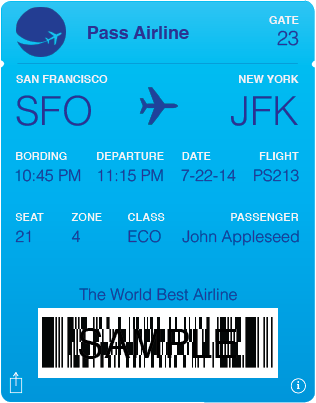 Pass Airline
GATE
23
SAN FRANCISCO NEW YORK
SFO JFK
BORDING DEPARTURE DATE FLIGHT
10:45 PM 11:15 PM 7-22-14 PS213
SEAT ZONE CLASS PASSENGER
21 4 ECO John Appleseed
The World Best Airline
SAMPLE
i